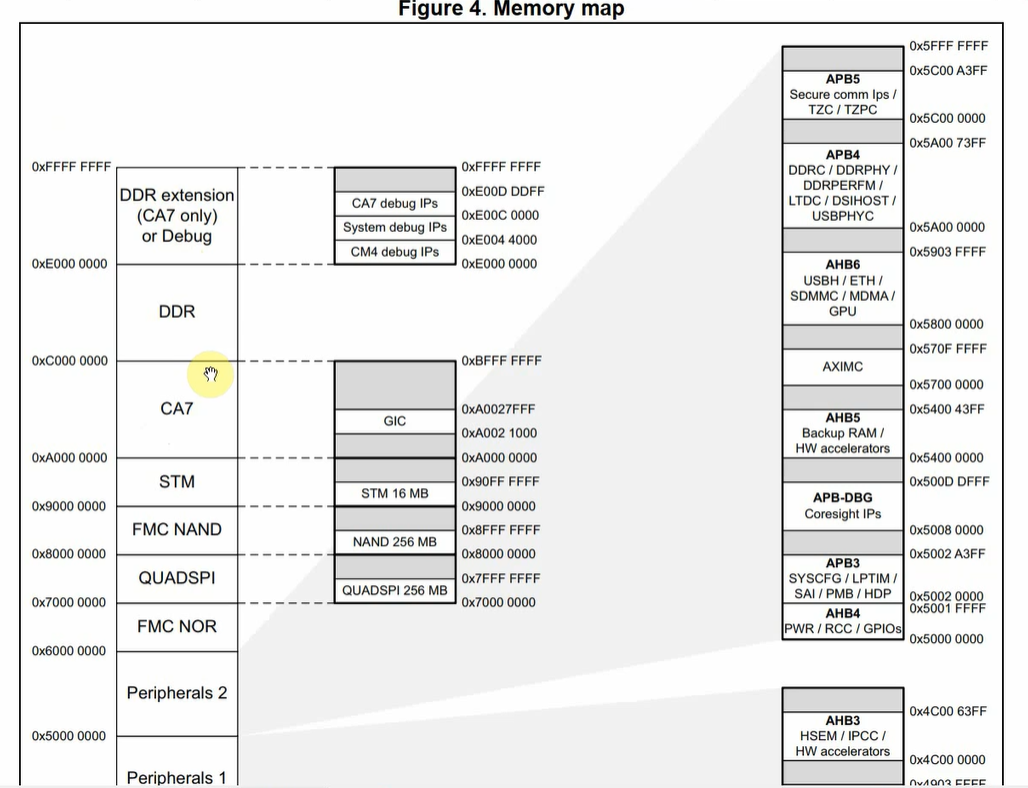 Figure 4. Memory map
0xFFFF FFFF
DDR extension
(CA7 only)
or Debug
0xE000 0000
DDR
0xC000 0000
CA7
0xA000 0000
STM
0x9000 0000
FMC NAND
0x8000 0000
QUADSPI
0x7000 0000
FMC NOR
0x6000 0000
Peripherals 2
0x5000 0000
Peripherals 1
0xFFFF FFFF
0xE00D DDFF
CA7 debug IPs
0xE00C 0000
System debug IPs
0xE004 4000
CM4 debug IPs
0xE000 0000
0xBFFF FFFF
0xA0027FFF
GIC
0xA002 1000
0xA000 0000
0x90FF FFFF
STM 16 MB
0x9000 0000
0x8FFF FFFF
NAND 256 MB
0x8000 0000
0x7FFF FFFF
QUADSPI 256 MB
0x7000 0000
0x5FFF FFFF
0x5C00 A3FF
APB5
Secure comm Ips /
TZC / TZPC
0x5C00 0000
0x5A00 73FF
APB4
DDRC / DDRPHY /
DDRPERFM /
LTDC / DSIHOST /
USBPHYC
0x5A00 0000
0x5903 FFFF
AHB6
USBH / ETH /
SDMMC / MDMA /
GPU
0x5800 0000
0x570F FFFF
AXIMC
0x5700 0000
0x5400 43FF
AHB5
Backup RAM /
HW accelerators
0x5400 0000
0x500D DFFF
APB-DBG
Coresight IPs
0x5008 0000
0x5002 A3FF
APB3
SYSCFG / LPTIM /
SAI / PMB / HDP
0x5002 0000
0x5001 FFFF
AHB4
PWR / RCC / GPIOs
0x5000 0000
0x4C00 63FF
AHB3
HSEM / IPCC /
HW accelerators
0x4C00 0000
0x4903 FFFF